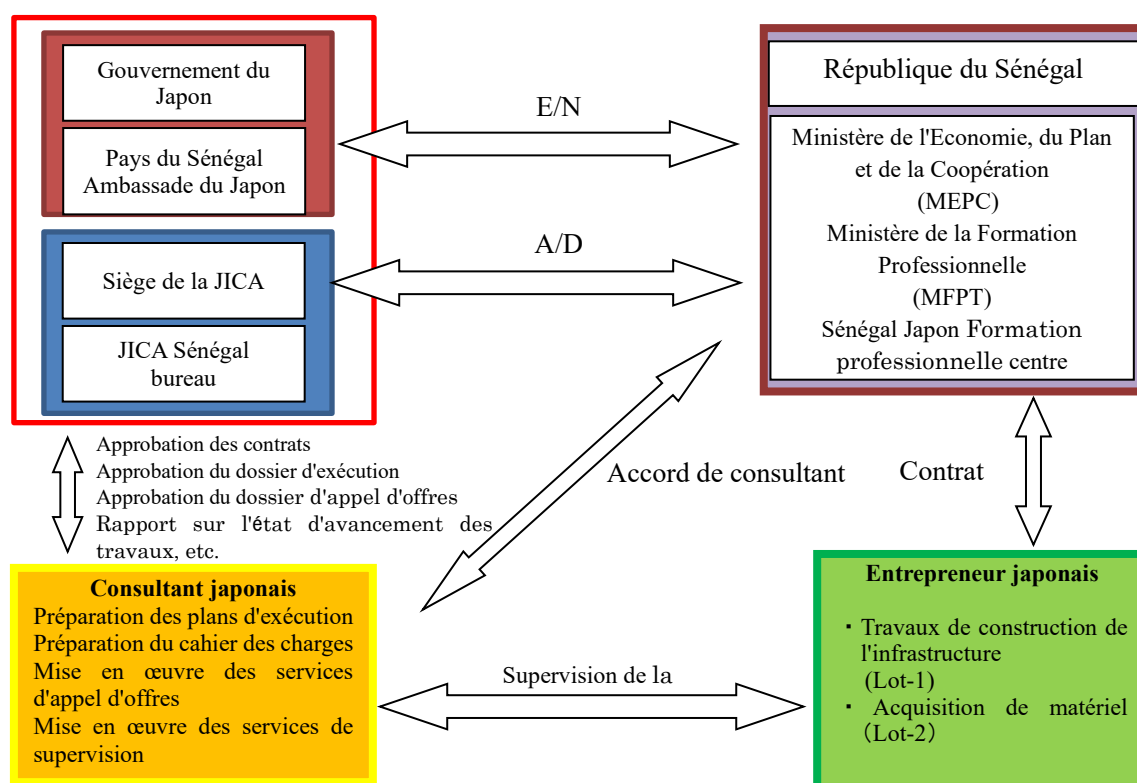 Gouvernement du
Japon
Pays du Sénégal
Ambassade du Japon
Siège de la JICA
JICA Sénégal
bureau
E/N
A/D
République du Sénégal
Ministère de l'Economie, du Plan
et de la Coopération
(MEPC)
Ministère de la Formation
Professionnelle
(MFPT)
Sénégal Japon Formation
professionnelle centre
Approbation des contrats
Approbation du dossier d'exécution
Approbation du dossier d'appel d'offres
Rapport sur l'état d'avancement des
travaux, etc.
Accord de consultant
Contrat
Consultant japonais
Préparation des plans d'exécution
Préparation du cahier des charges
Mise en œuvre des services
d'appel d'offres
Mise en œuvre des services de
supervision
Supervision de la
Entrepreneur japonais
・Travaux de construction de
l'infrastructure
(Lot-1)
・ Acquisition de matériel
（Lot-2）